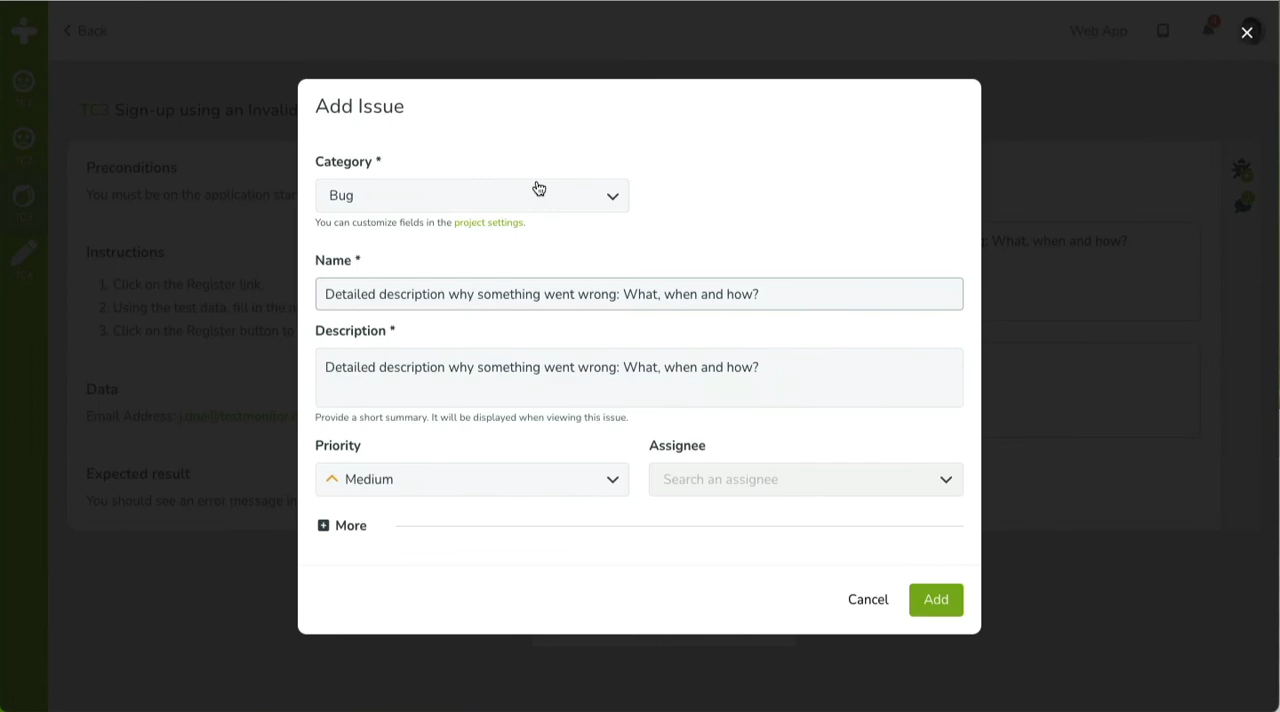 Back
Web App
TC3 Sign-up using an Invalid
Preconditions
You must be on the application star
Instructions
1. Click on the Register link.
2. Using the test data, fill in the
3. Click on the Register button to
Data
Email Address:
Expected result
You should see an error message in
: What, when and how?
Add Issue
Category *
Bug
You can customize fields in the project settings.
Name *
Detailed description why something went wrong: What, when and how?
Description *
Detailed description why something went wrong: What, when and how?
Provide a short summary. It will be displayed when viewing this issue.
Priority
Assignee
Medium
Search an assignee
More
Cancel
Add